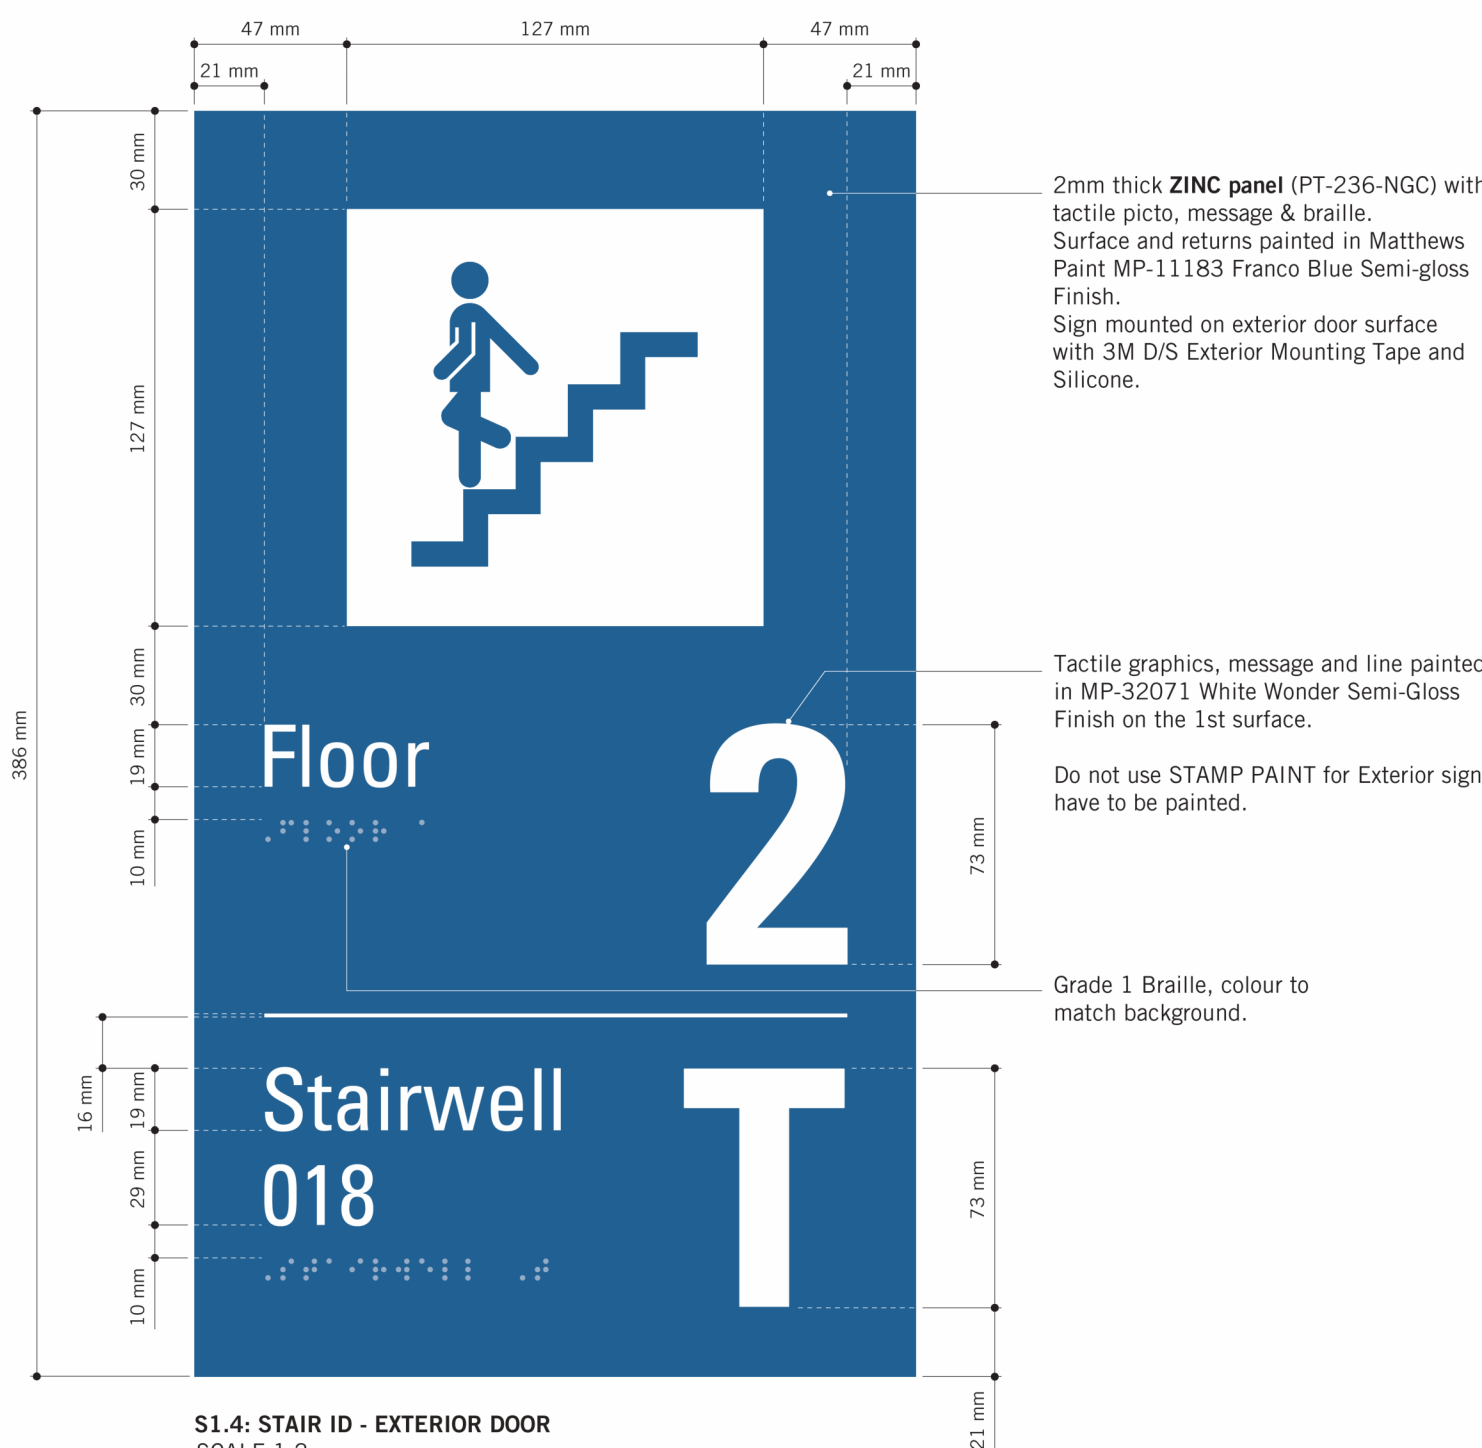 47 mm
127 mm
47 mm
21 mm
21 mm
30 mm
2mm thick ZINC panel (PT-236-NGC) with
tactile picto, message & braille.
Surface and returns painted in Matthews
Paint MP-11183 Franco Blue Semi-gloss
Finish.
Sign mounted on exterior door surface
with 3M D/S Exterior Mounting Tape and
Silicone.
127 mm
30 mm
386 mm
19 mm
10 mm
Floor
2
Tactile graphics, message and line painted
in MP-32071 White Wonder Semi-Gloss
Finish on the 1st surface.
Do not use STAMP PAINT for Exterior sign
have to be painted.
73 mm
Grade 1 Braille, colour to
match background.
16 mm
19 mm
29 mm
10 mm
Stairwell
018
T
73 mm
21 mm
S1.4: STAIR ID - EXTERIOR DOOR